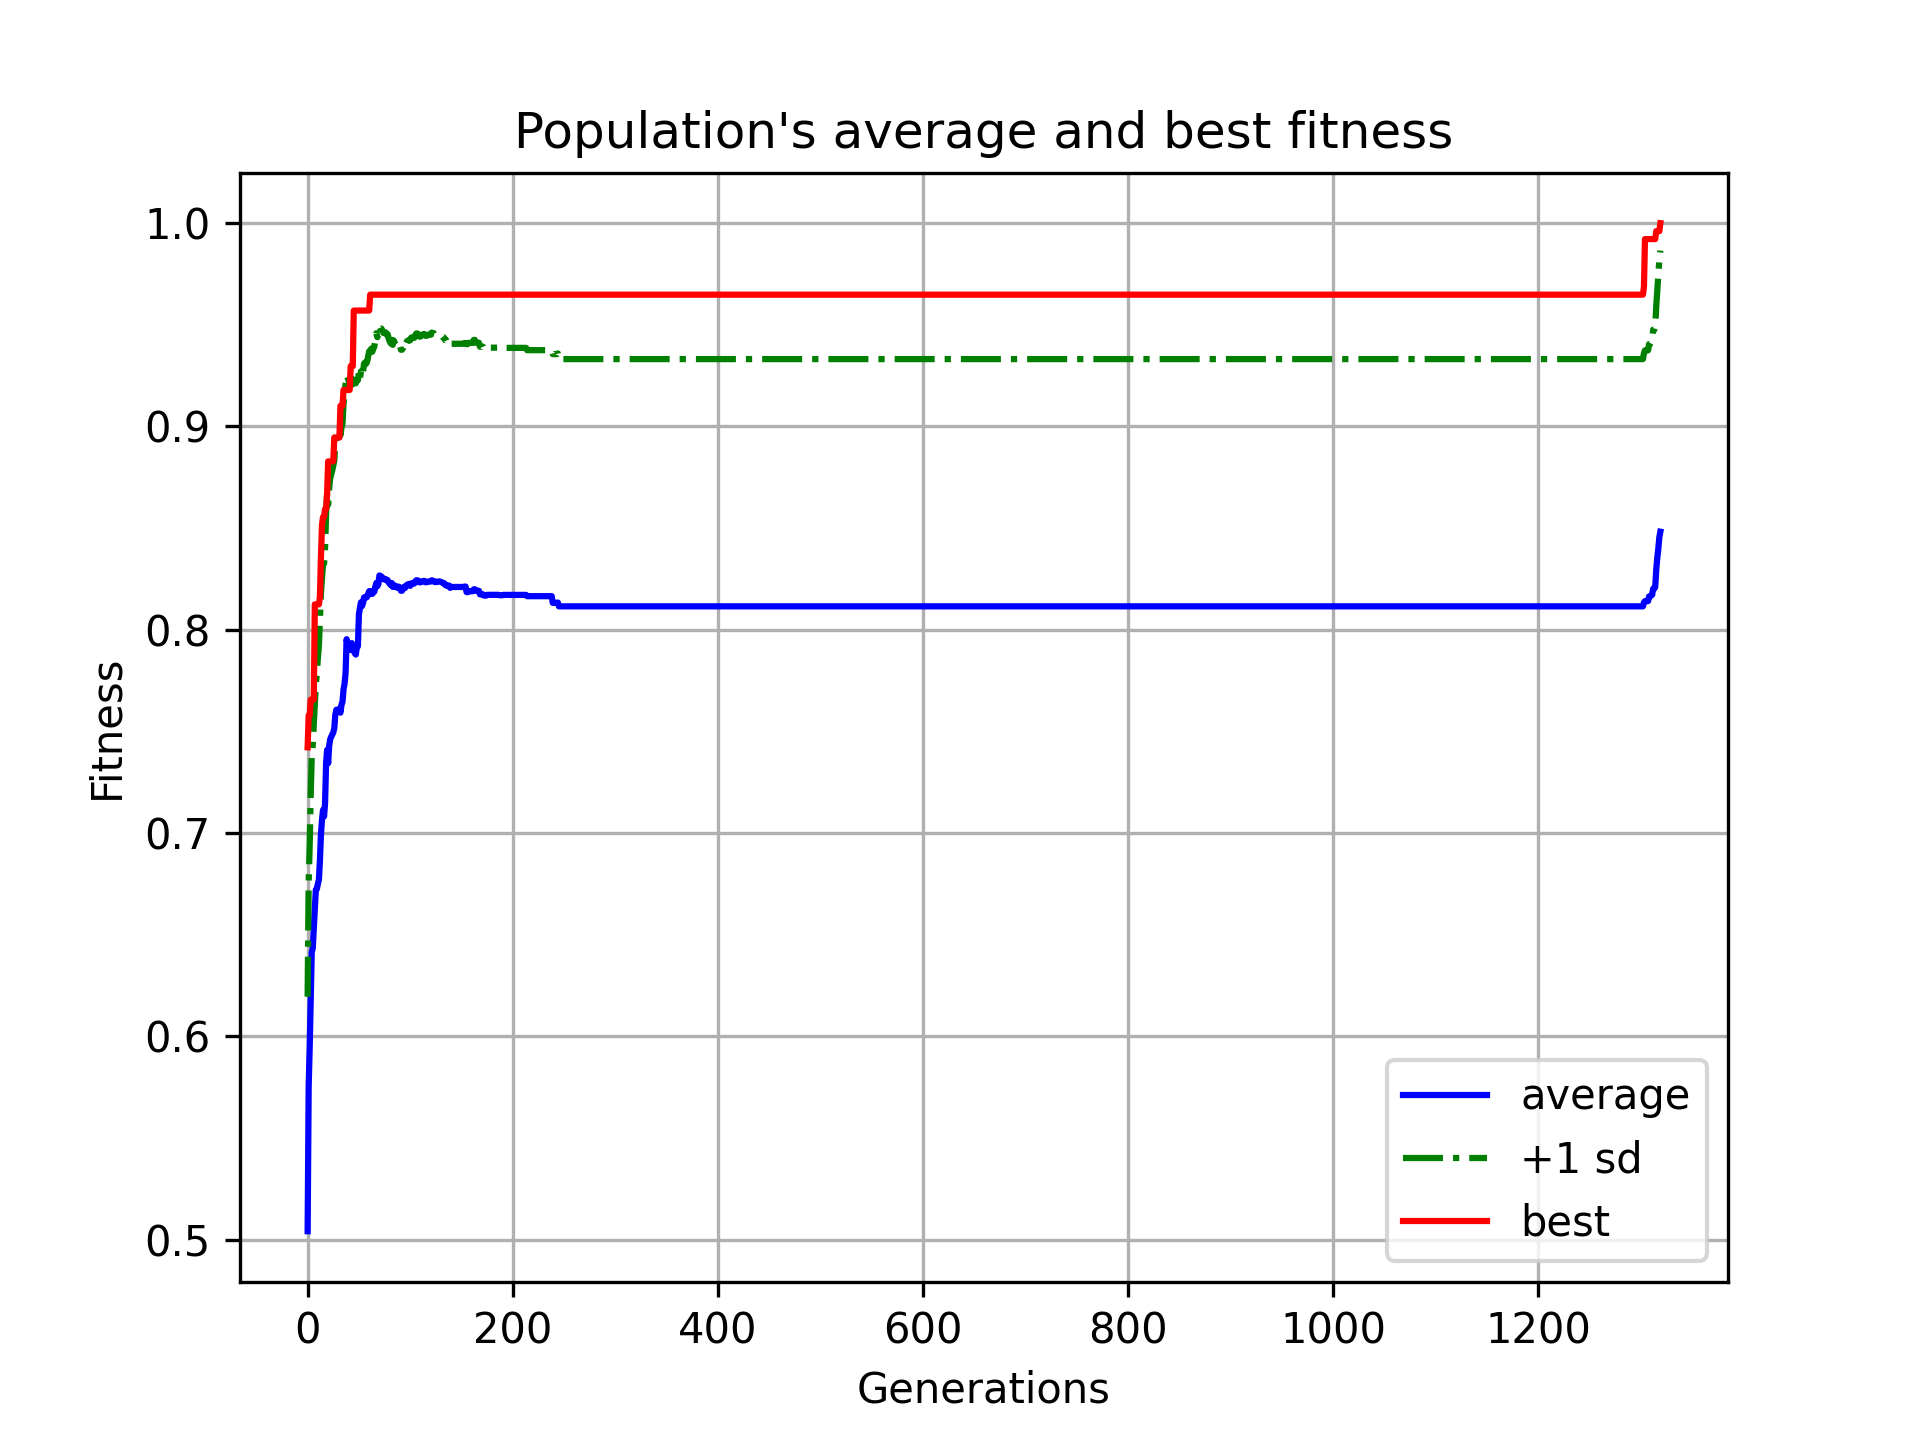 Population's average and best fitness
1.0
0.9
0.8
0.7
0.6
0.5
Fitness
0 200 400 600 800 1000 1200
Generations
average
+1 sd
best